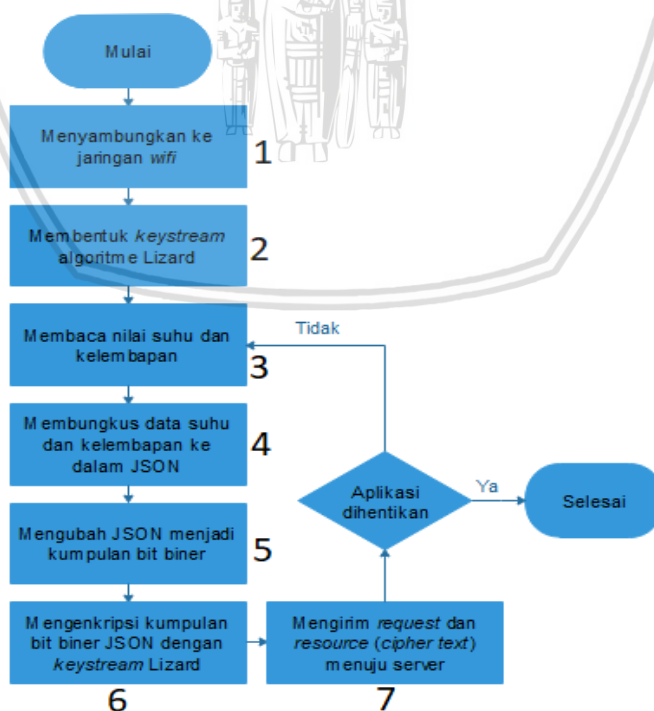 Mulai
Menyambungkan ke
jaringan wifi
1
Membentuk keystream
algoritme Lizard
2
Membaca nilai suhu dan
kelembapan
3
Membungkus data suhu
dan kelembapan ke
dalam JSON
4
Mengubah JSON menjadi
kumpulan bit biner
5
Mengenkripsi kumpulan
bit biner JSON dengan
keystream Lizard
6
Mengirim request dan
resource (cipher text)
menuju server
7
Aplikasi
dihentikan
Tidak
Ya
Selesai